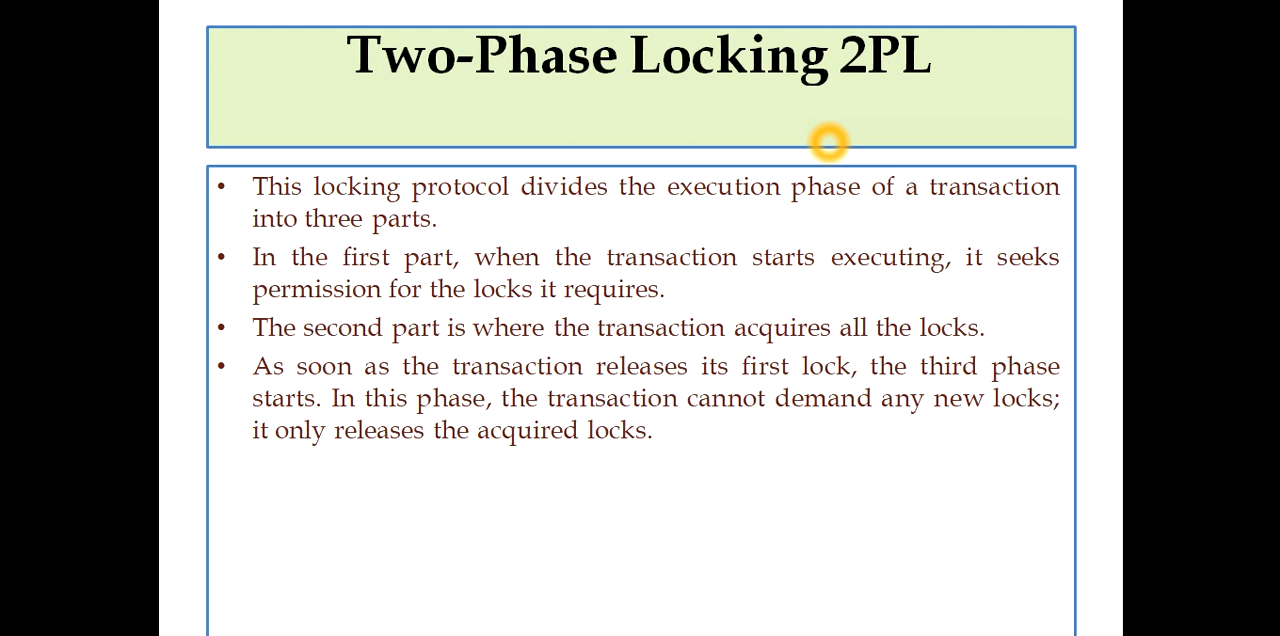 Two-Phase Locking 2PL
• This locking protocol divides the execution phase of a transaction
into three parts.
• In the first part, when the transaction starts executing, it seeks
permission for the locks it requires.
• The second part is where the transaction acquires all the locks.
• As soon as the transaction releases its first lock, the third phase
starts. In this phase, the transaction cannot demand any new locks;
it only releases the acquired locks.